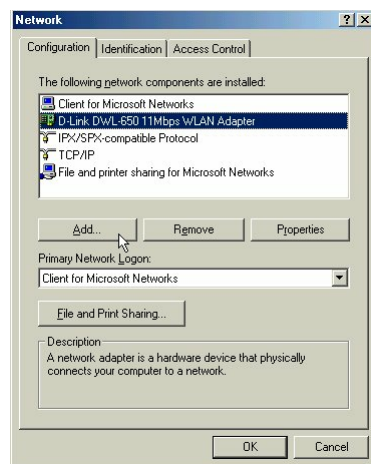 Network
Configuration Identification Access Control
The following network components are installed:
Client for Microsoft Networks
D-Link DWL-650 11Mbps WLAN Adapter
IPX/SPX-compatible Protocol
TCP/IP
File and printer sharing for Microsoft Networks
Add... Remove Properties
Primary Network Logon:
Client for Microsoft Networks
File and Print Sharing...
Description
A network adapter is a hardware device that physically
connects your computer to a network.
OK Cancel